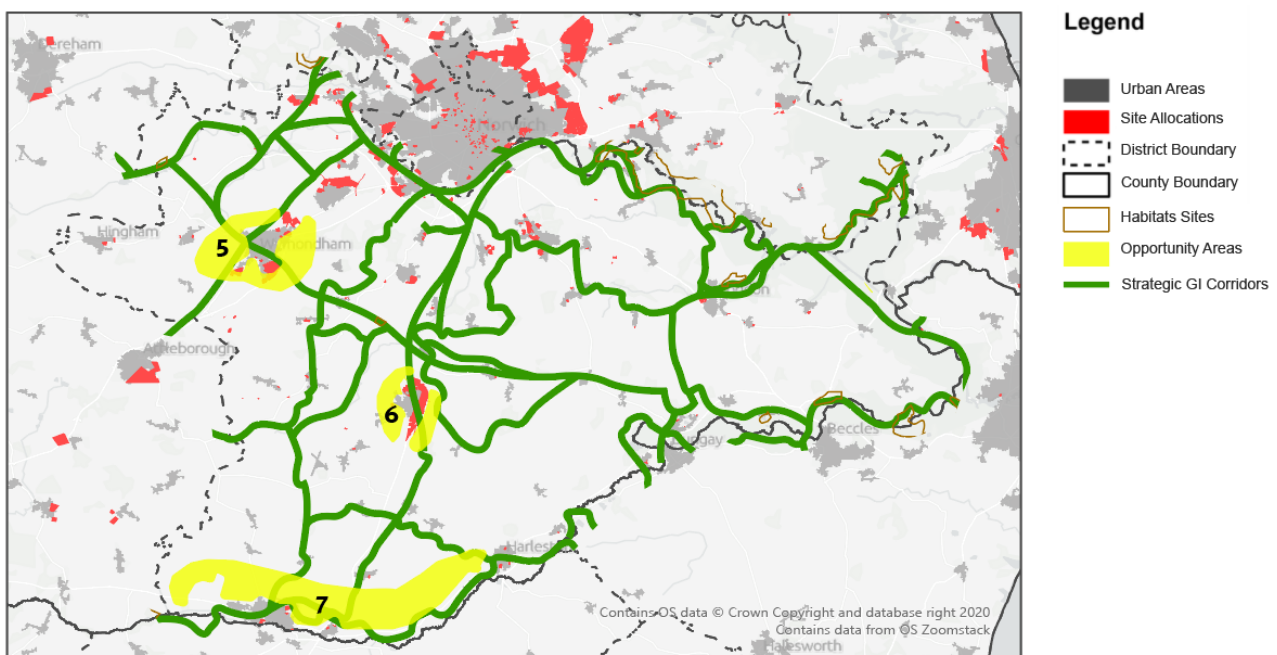 Dereham
Norwich
Hingham
Wymondham
5
Attleborough
6
Beccles
Bungay
Harleston
7
Contains OS data © Crown Copyright and database right 2020
Contains data from OS Zoomstack
Halesworth
Legend
Urban Areas
Site Allocations
District Boundary
County Boundary
Habitats Sites
Opportunity Areas
Strategic GI Corridors